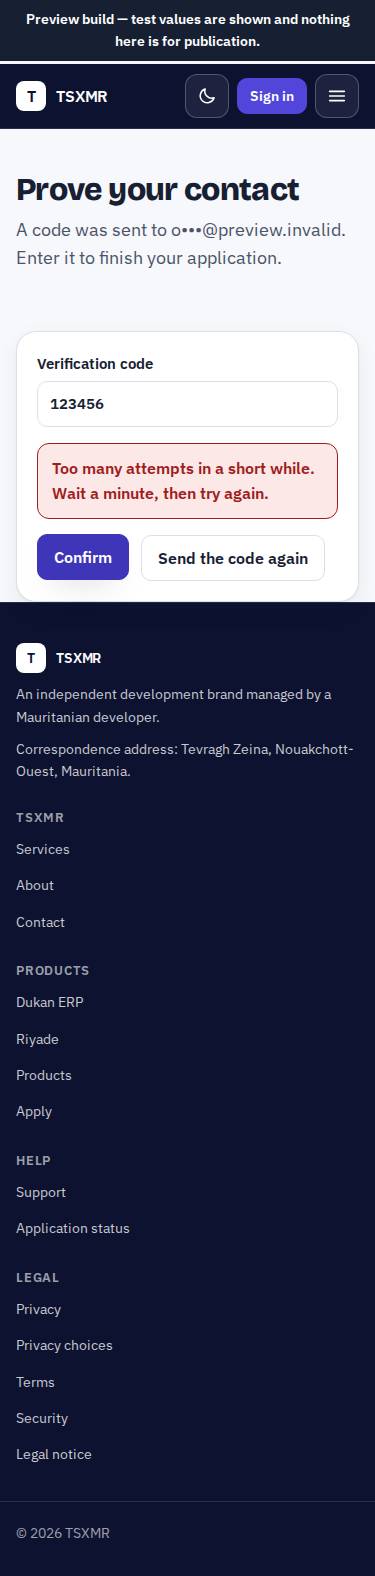 Preview build — test values are shown and nothing
here is for publication.
T TSXMR Sign in
Prove your contact
A code was sent to o•••@preview.invalid.
Enter it to finish your application.
Verification code
123456
Too many attempts in a short while.
Wait a minute, then try again.
Confirm Send the code again
T TSXMR
An independent development brand managed by a
Mauritanian developer.
Correspondence address: Tevragh Zeina, Nouakchott-
Ouest, Mauritania.
TSXMR
Services
About
Contact
PRODUCTS
Dukan ERP
Riyade
Products
Apply
HELP
Support
Application status
LEGAL
Privacy
Privacy choices
Terms
Security
Legal notice
© 2026 TSXMR